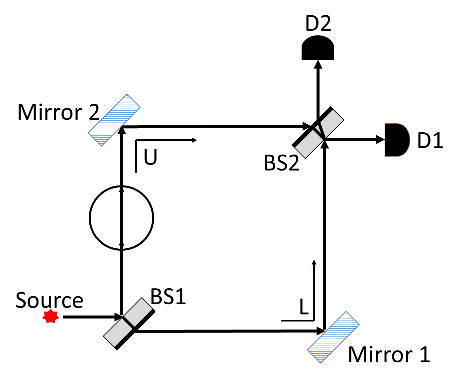 D2
Mirror 2
U
BS2
D1
Source
BS1
L
Mirror 1